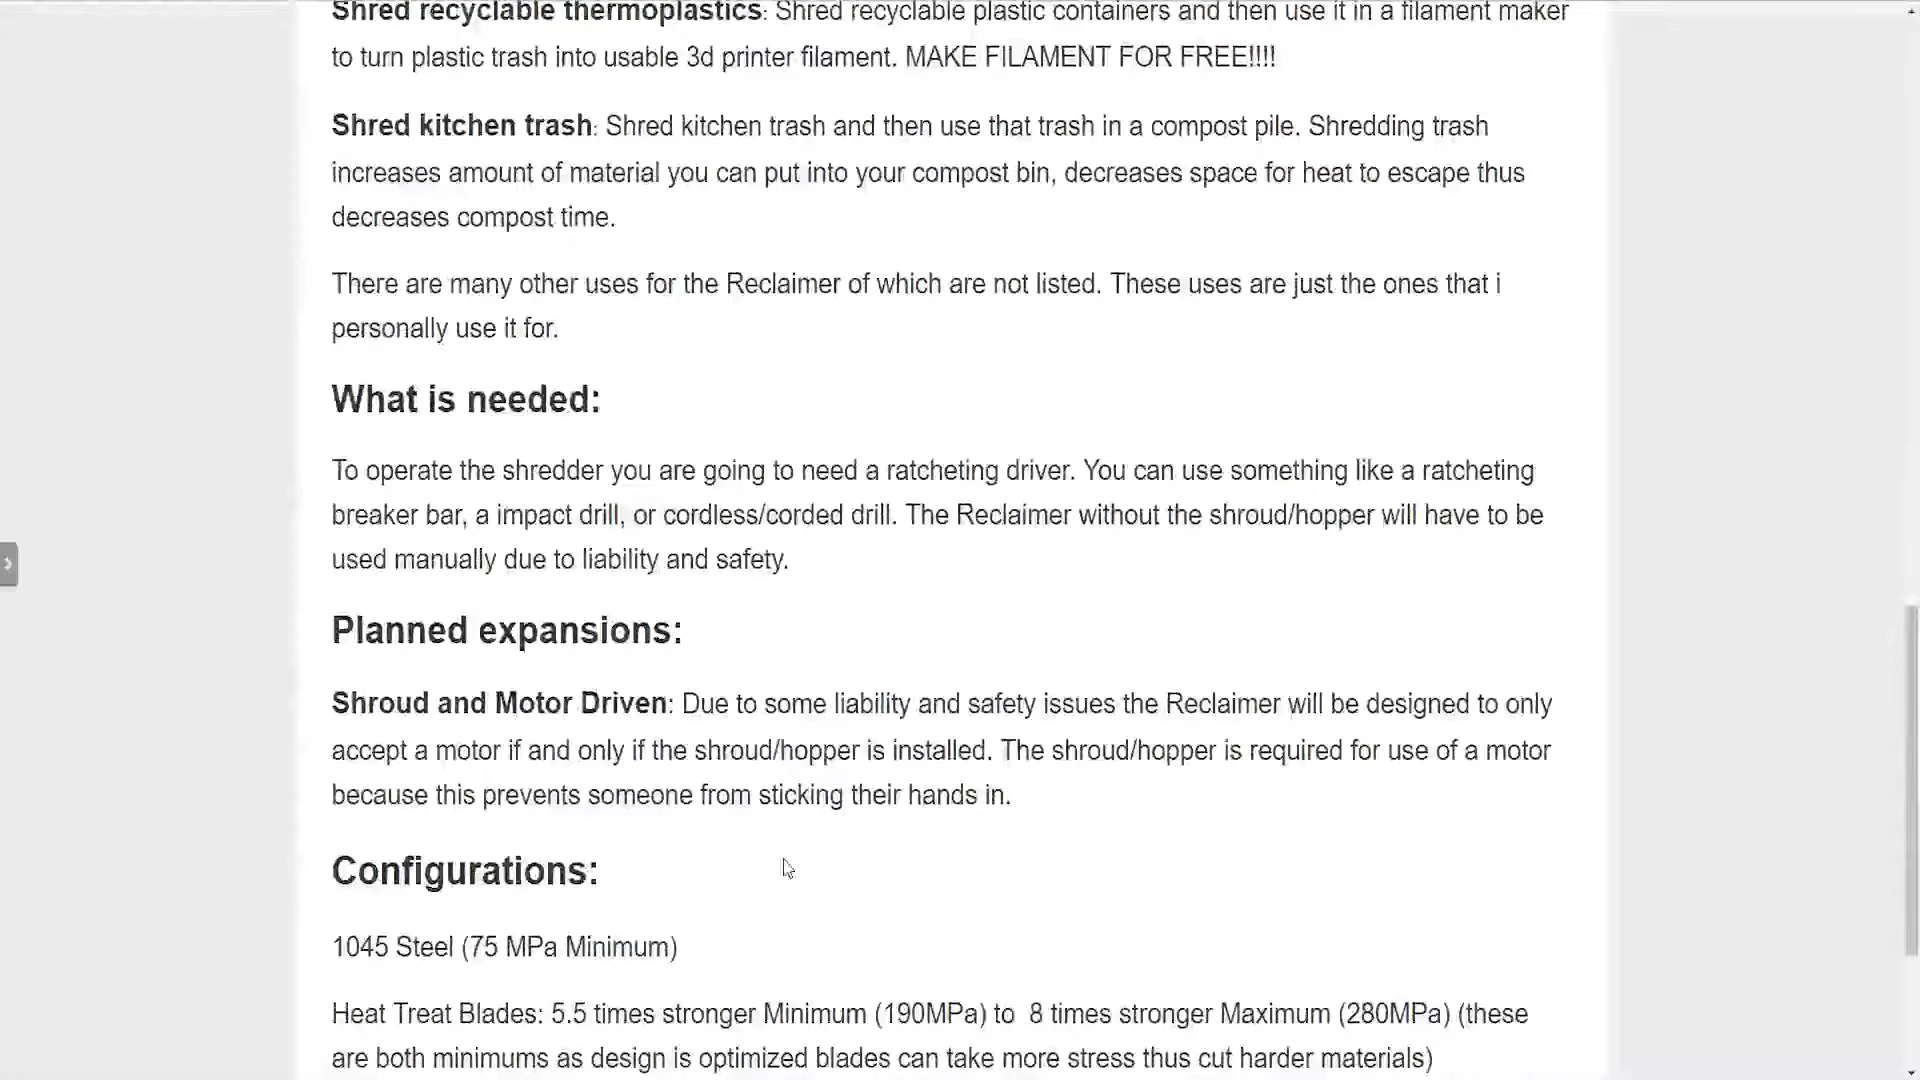 Shred recyclable thermoplastics: Shred recyclable plastic containers and then use it in a filament maker
to turn plastic trash into usable 3d printer filament. MAKE FILAMENT FOR FREE!!!!
Shred kitchen trash: Shred kitchen trash and then use that trash in a compost pile. Shredding trash
increases amount of material you can put into your compost bin, decreases space for heat to escape thus
decreases compost time.
There are many other uses for the Reclaimer of which are not listed. These uses are just the ones that i
personally use it for.
What is needed:
To operate the shredder you are going to need a ratcheting driver. You can use something like a ratcheting
breaker bar, a impact drill, or cordless/corded drill. The Reclaimer without the shroud/hopper will have to be
used manually due to liability and safety.
Planned expansions:
Shroud and Motor Driven: Due to some liability and safety issues the Reclaimer will be designed to only
accept a motor if and only if the shroud/hopper is installed. The shroud/hopper is required for use of a motor
because this prevents someone from sticking their hands in.
Configurations:
1045 Steel (75 MPa Minimum)
Heat Treat Blades: 5.5 times stronger Minimum (190MPa) to  8 times stronger Maximum (280MPa) (these
are both minimums as design is optimized blades can take more stress thus cut harder materials)